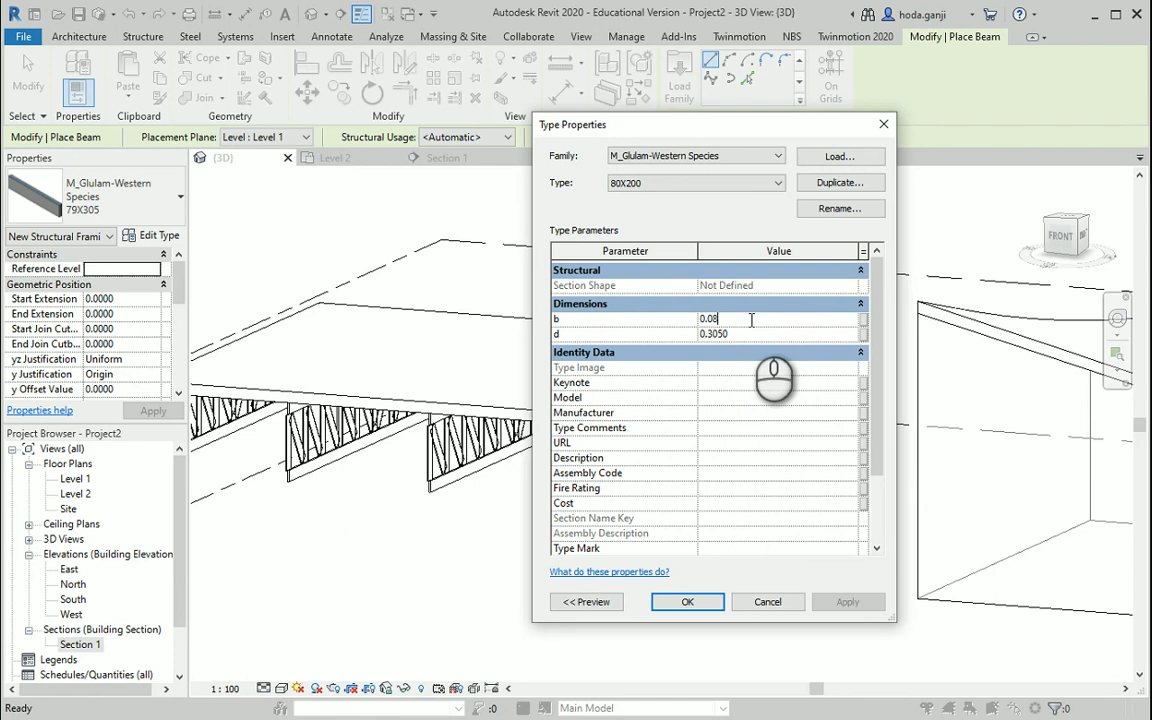 Autodesk Revit 2020 - Educational Version - Project2 - 3D View: {3D}
hoda.ganji
File Architecture Structure Steel Systems Insert Annotate Analyze Massing & Site Collaborate View Manage Add-Ins Twinmotion NBS Twinmotion 2020 Modify | Place Beam
Modify
Paste
Cope
Cut
Join
Load
Family
On
Grids
Select Properties Clipboard Geometry Modify View
Modify | Place Beam Placement Plane: Level : Level 1 Structural Usage: <Automatic>
Properties
M_Glulam-Western
Species
79X305
New Structural Frami Edit Type
Constraints
Reference Level
Geometric Position
Start Extension 0.0000
End Extension 0.0000
Start Join Cut... 0.0000
End Join Cutb... 0.0000
yz Justification Uniform
y Justification Origin
y Offset Value 0.0000
Properties help Apply
Project Browser - Project2
Views (all)
Floor Plans
Level 1
Level 2
Site
Ceiling Plans
3D Views
Elevations (Building Elevation
East
North
South
West
Sections (Building Section)
Section 1
Legends
Schedules/Quantities (all)
{3D} Level 2 Section 1
FRONT
Type Properties
Family: M_Glulam-Western Species Load...
Type: 80X200 Duplicate...
Rename...
Type Parameters
Parameter Value =
Structural
Section Shape Not Defined
Dimensions
b 0.08
d 0.3050
Identity Data
Type Image
Keynote
Model
Manufacturer
Type Comments
URL
Description
Assembly Code
Fire Rating
Cost
Section Name Key
Assembly Description
Type Mark
What do these properties do?
<< Preview OK Cancel Apply
1 : 100
Ready :0 Main Model :0